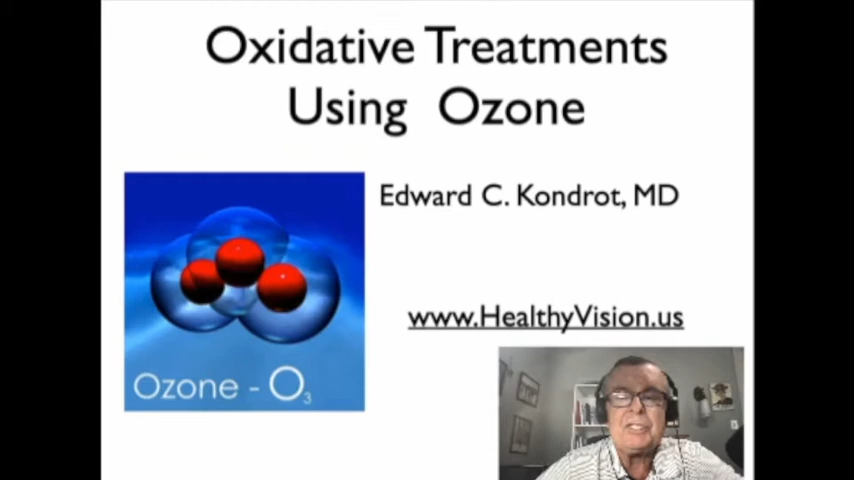 Oxidative Treatments
Using Ozone
Edward C. Kondrot, MD
www.HealthyVision.us
Ozone - O3